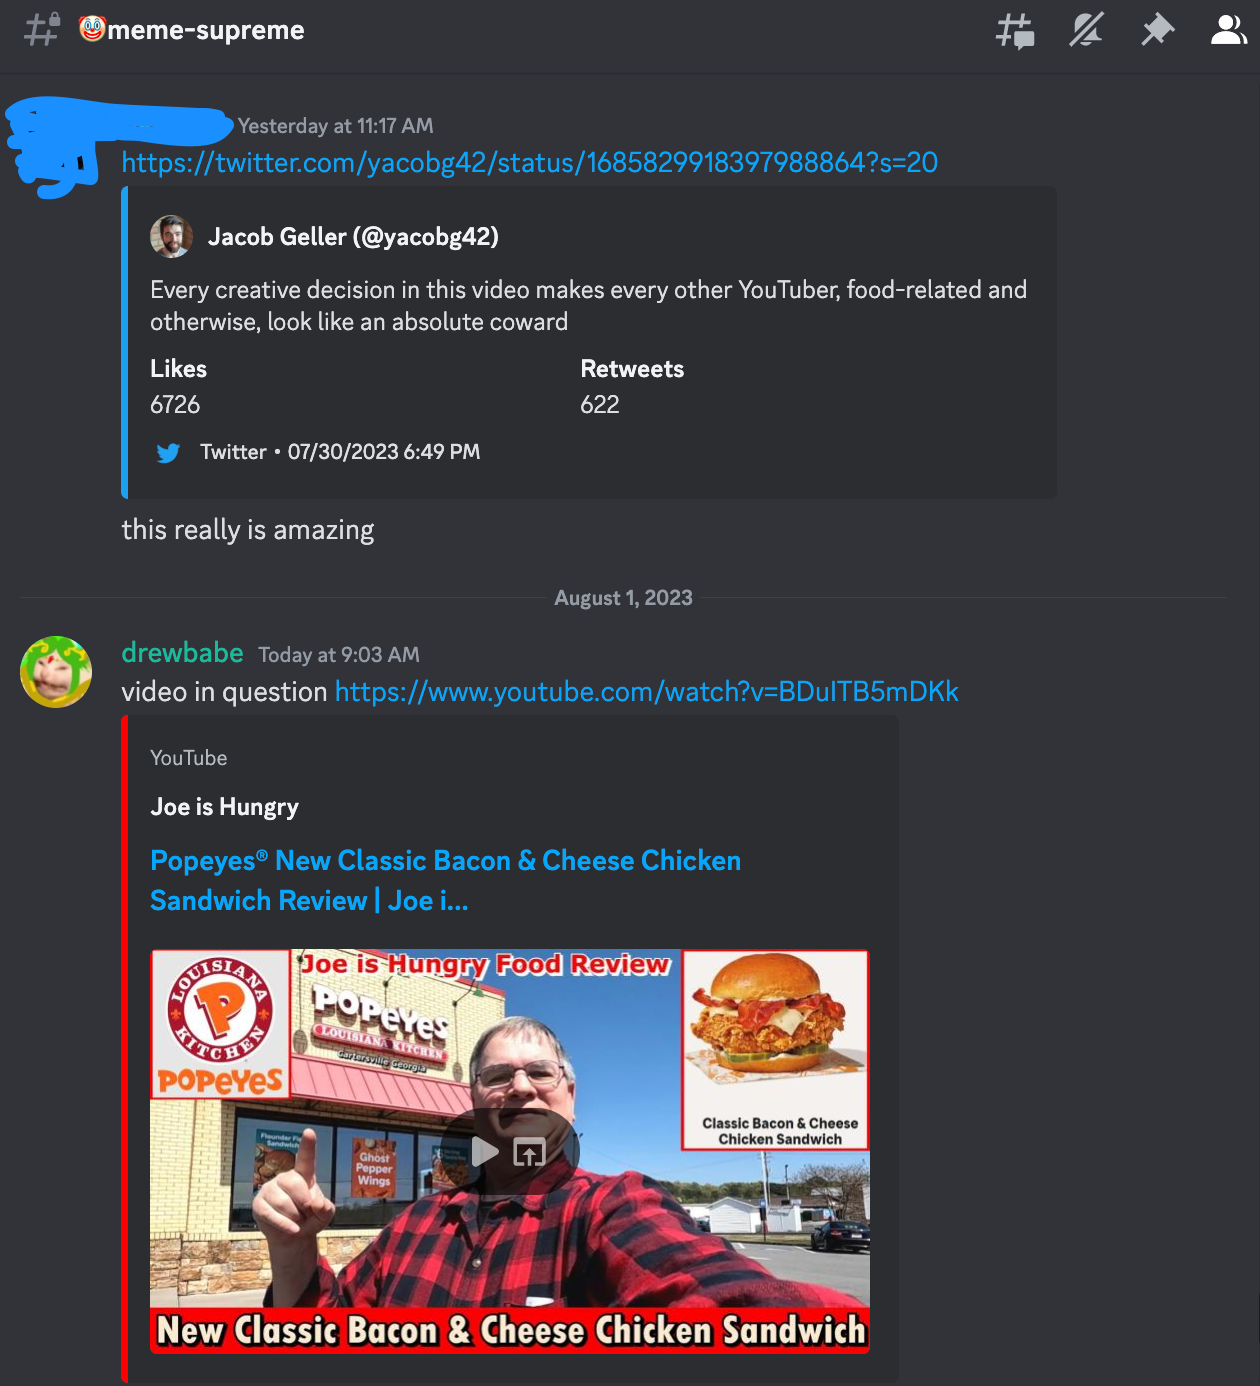 🤡meme-supreme
Yesterday at 11:17 AM
https://twitter.com/yacobg42/status/1685829918397988864?s=20
Jacob Geller (@yacobg42)
Every creative decision in this video makes every other YouTuber, food-related and
otherwise, look like an absolute coward
Likes
Retweets
6726
622
Twitter • 07/30/2023 6:49 PM
this really is amazing
August 1, 2023
drewbabe Today at 9:03 AM
video in question https://www.youtube.com/watch?v=BDulTB5mDKk
YouTube
Joe is Hungry
Popeyes® New Classic Bacon & Cheese Chicken
Sandwich Review | Joe i...
Joe is Hungry Food Review
LOUISIANA
KITCHEN
POPEYES
POPEYES
LOUISIANA KITCHEN
Cartersville Georgia
Flounder Fish
Sandwich
Ghost
Pepper
Wings
Classic Bacon & Cheese
Chicken Sandwich
New Classic Bacon & Cheese Chicken Sandwich